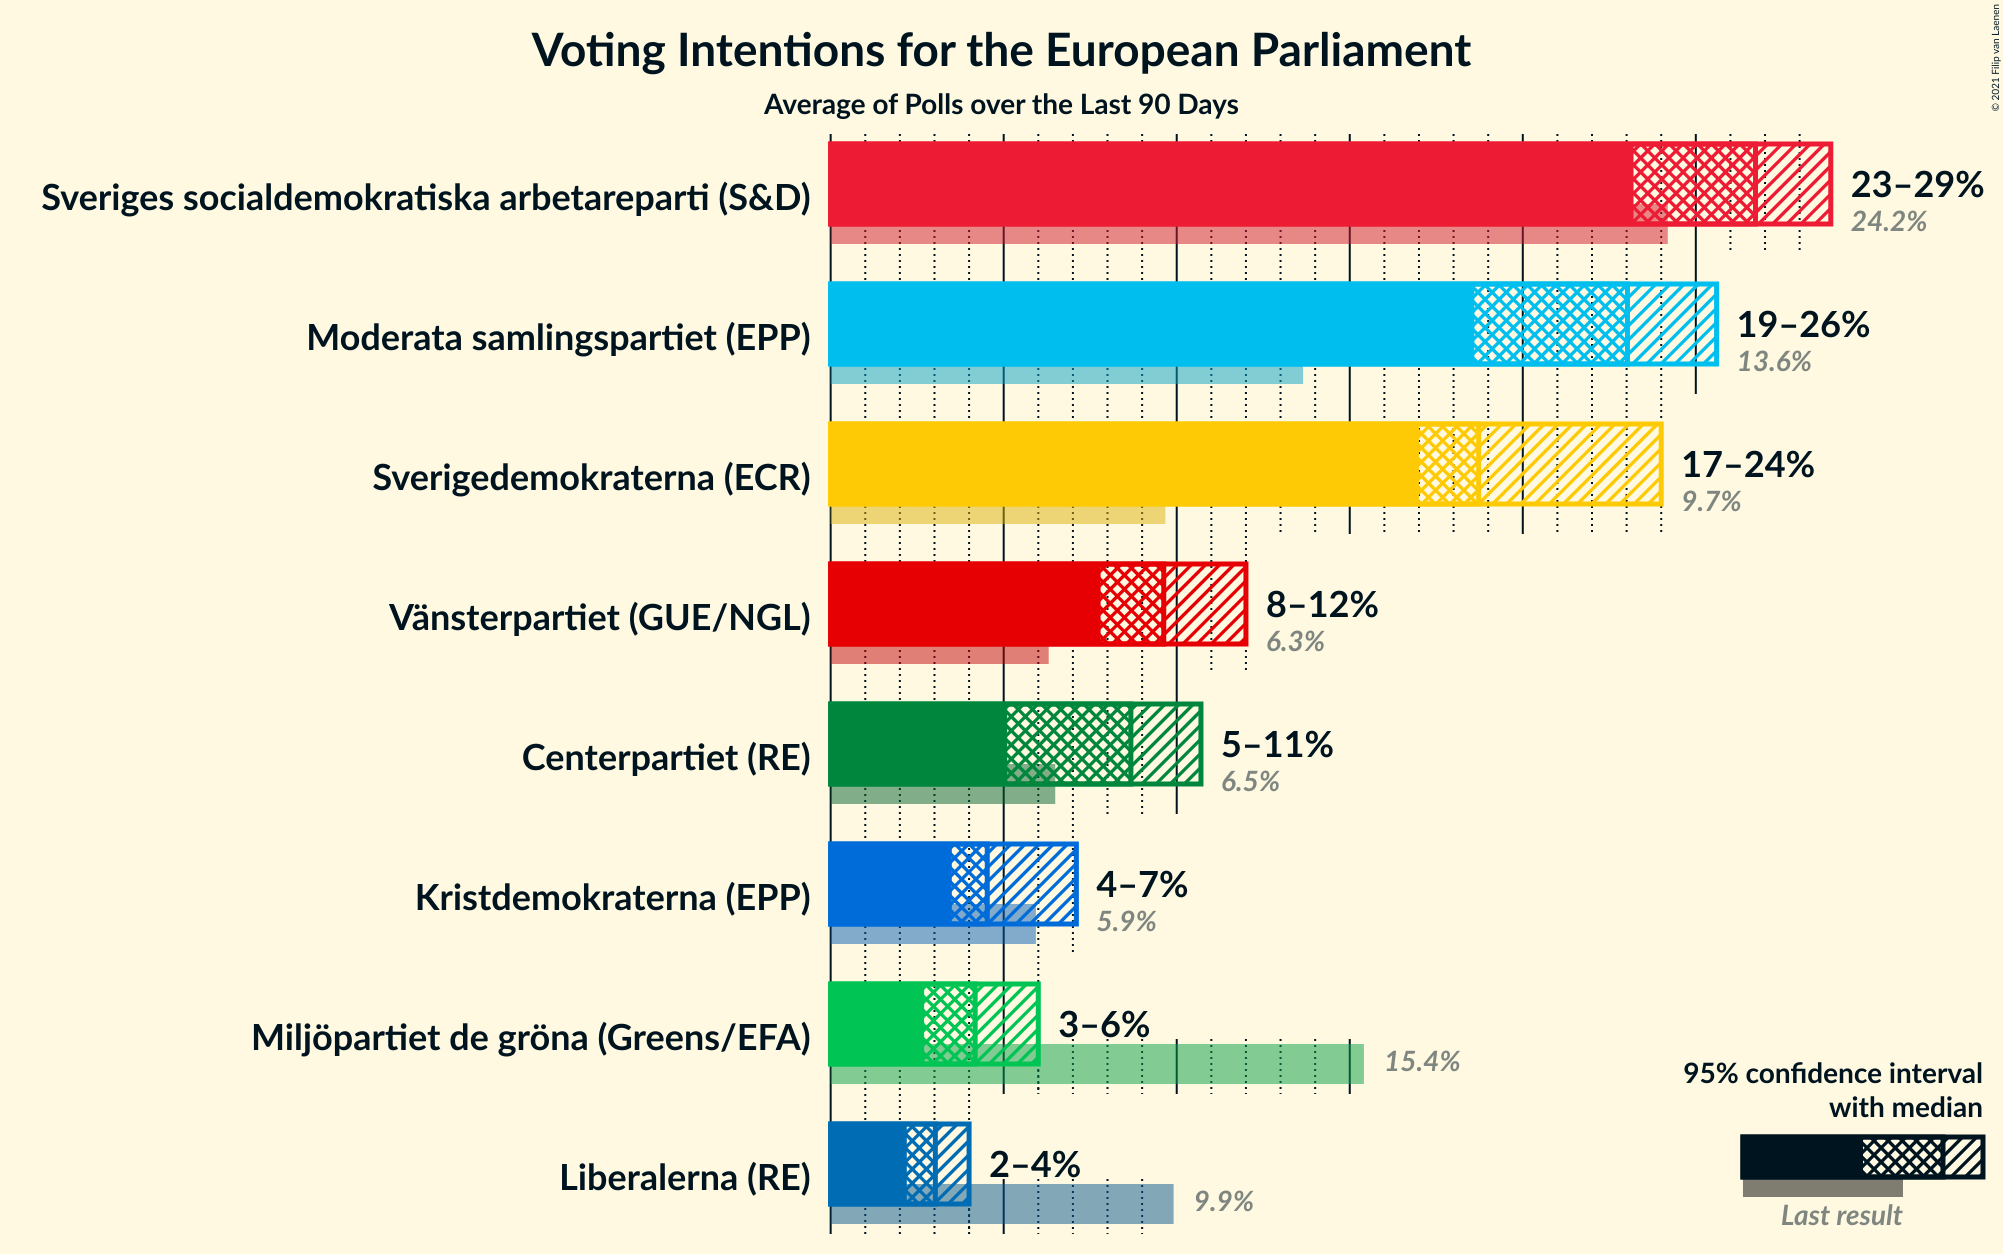 Voting Intentions for the European Parliament
Average of Polls over the Last 90 Days
© 2021 Filip van Laenen
Sveriges socialdemokratiska arbetareparti (S&D)
23–29%
24.2%
Moderata samlingspartiet (EPP)
19–26%
13.6%
Sverigedemokraterna (ECR)
17–24%
9.7%
Vänsterpartiet (GUE/NGL)
8–12%
6.3%
Centerpartiet (RE)
5–11%
6.5%
Kristdemokraterna (EPP)
4–7%
5.9%
Miljöpartiet de gröna (Greens/EFA)
3–6%
15.4%
Liberalerna (RE)
2–4%
9.9%
95% confidence interval
with median
Last result